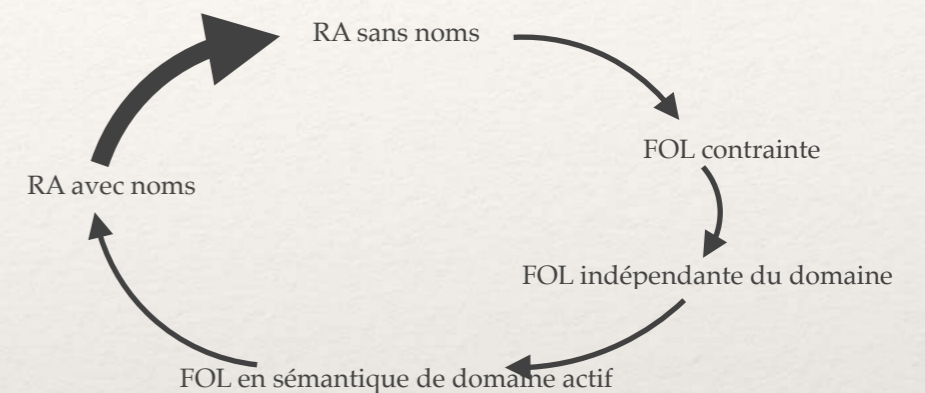 RA sans noms
FOL contrainte
RA avec noms
FOL indépendante du domaine
FOL en sémantique de domaine actif